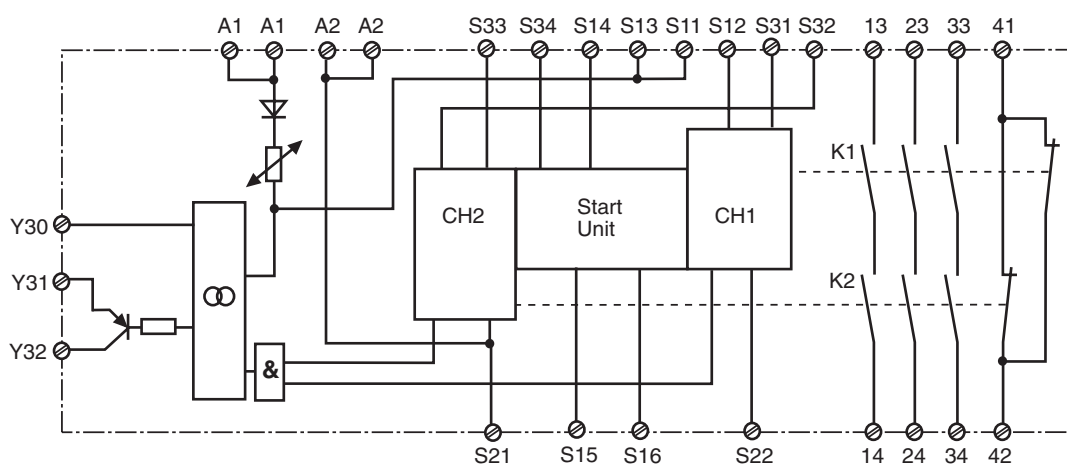 A1 A1 A2 A2 S33 S34 S14 S13 S11 S12 S31 S32 13 23 33 41
K1
CH2 Start Unit CH1
Y30
Y31
K2
Y32
&
S21 S15 S16 S22 14 24 34 42